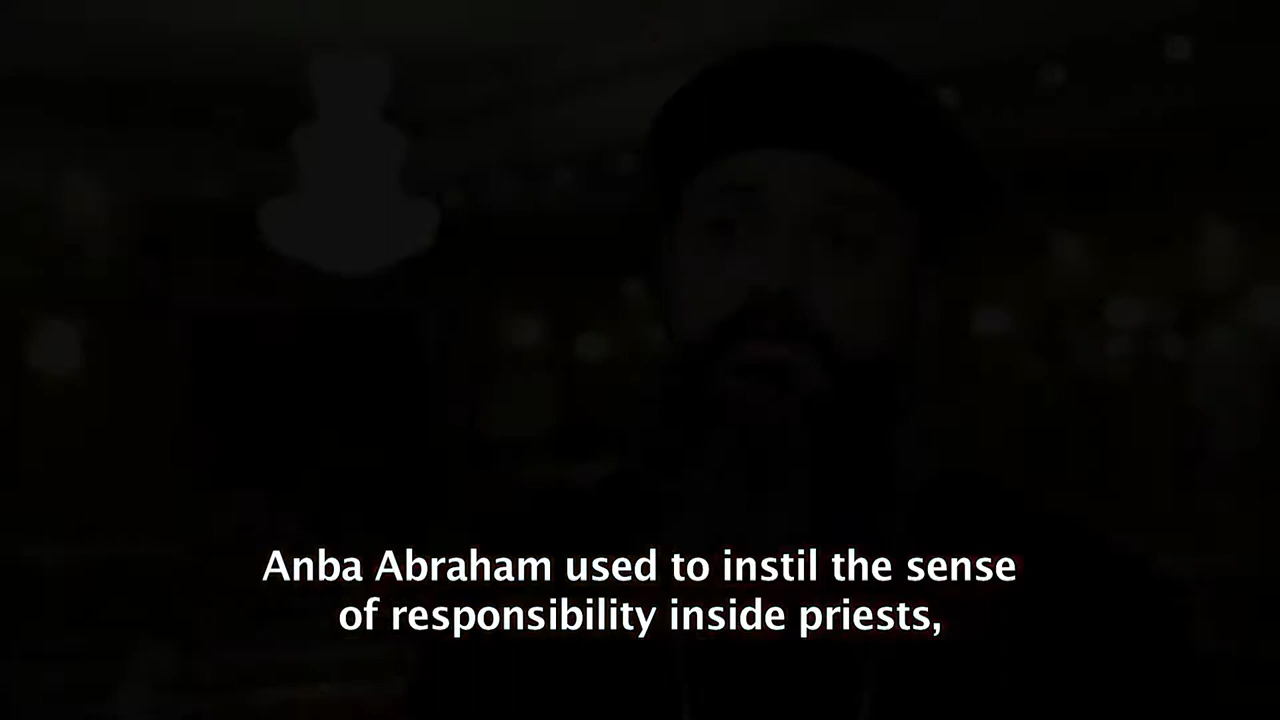 Anba Abraham used to instil the sense
of responsibility inside priests,